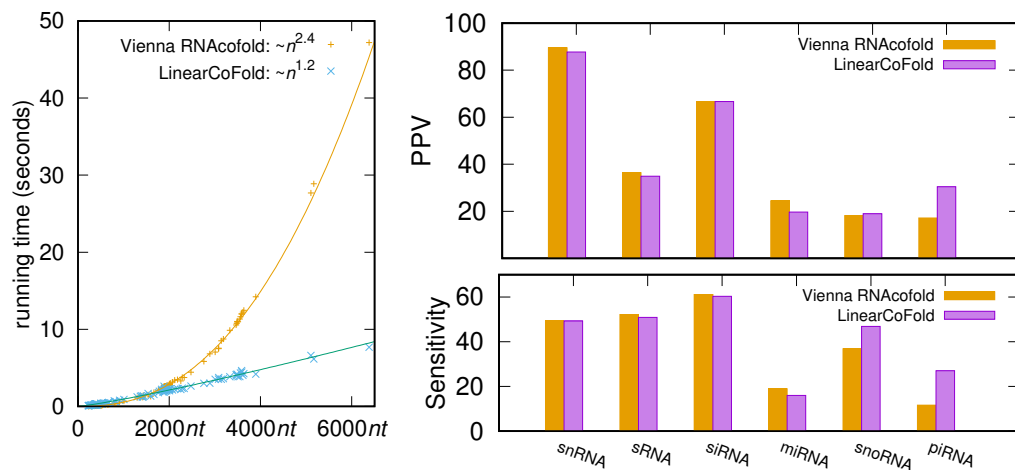 50
40
30
20
10
0
running time (seconds)
Vienna RNAcofold: ~n^2.4
LinearCoFold: ~n^1.2
0
2000nt
4000nt
6000nt
100
80
60
40
20
PPV
Vienna RNAcofold
LinearCoFold
60
40
20
0
Sensitivity
Vienna RNAcofold
LinearCoFold
snRNA
sRNA
siRNA
miRNA
snoRNA
piRNA